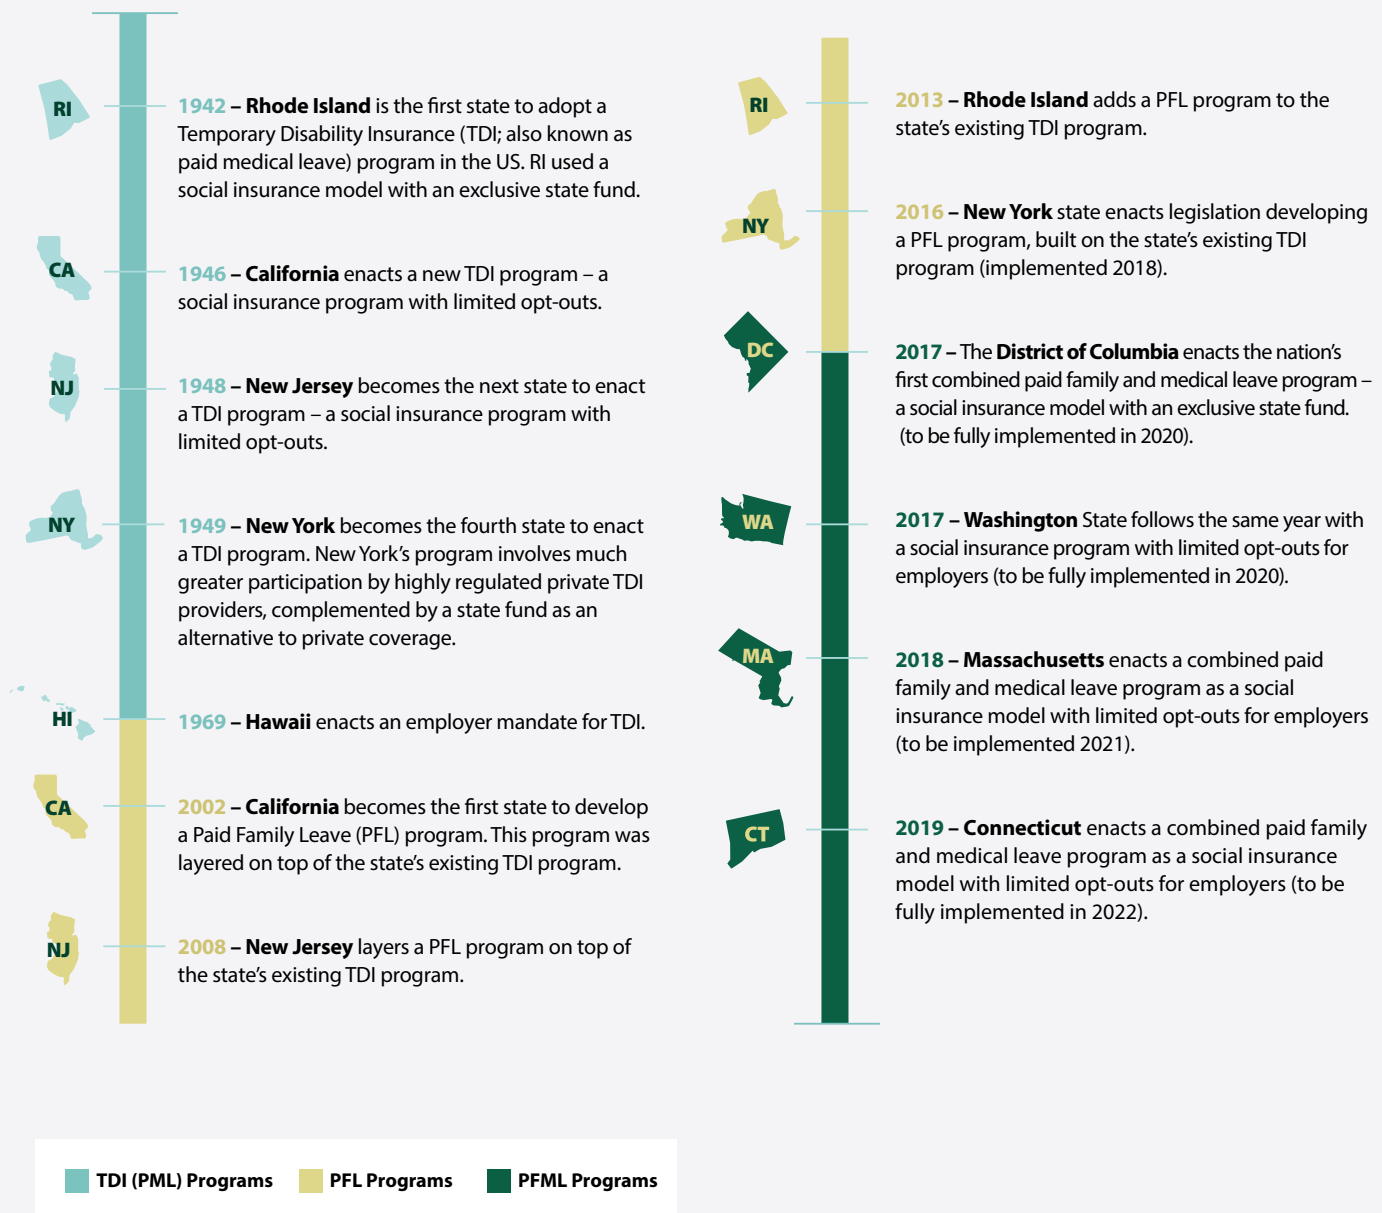 RI
1942 – Rhode Island is the first state to adopt a
Temporary Disability Insurance (TDI; also known as
paid medical leave) program in the US. RI used a
social insurance model with an exclusive state fund.
CA
1946 – California enacts a new TDI program – a
social insurance program with limited opt-outs.
NJ
1948 – New Jersey becomes the next state to enact
a TDI program – a social insurance program with
limited opt-outs.
NY
1949 – New York becomes the fourth state to enact
a TDI program. New York’s program involves much
greater participation by highly regulated private TDI
providers, complemented by a state fund as an
alternative to private coverage.
HI
1969 – Hawaii enacts an employer mandate for TDI.
CA
2002 – California becomes the first state to develop
a Paid Family Leave (PFL) program. This program was
layered on top of the state’s existing TDI program.
NJ
2008 – New Jersey layers a PFL program on top of
the state’s existing TDI program.
RI
2013 – Rhode Island adds a PFL program to the
state’s existing TDI program.
NY
2016 – New York state enacts legislation developing
a PFL program, built on the state’s existing TDI
program (implemented 2018).
DC
2017 – The District of Columbia enacts the nation’s
first combined paid family and medical leave program –
a social insurance model with an exclusive state fund.
(to be fully implemented in 2020).
WA
2017 – Washington State follows the same year with
a social insurance program with limited opt-outs for
employers (to be fully implemented in 2020).
MA
2018 – Massachusetts enacts a combined paid
family and medical leave program as a social
insurance model with limited opt-outs for employers
(to be implemented 2021).
CT
2019 – Connecticut enacts a combined paid family
and medical leave program as a social insurance
model with limited opt-outs for employers (to be
fully implemented in 2022).
TDI (PML) Programs
PFL Programs
PFML Programs